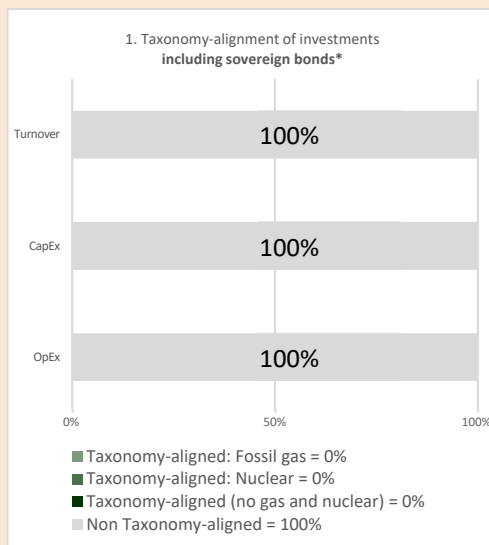 1. Taxonomy-alignment of investments
including sovereign bonds*
Turnover
100%
CapEx
100%
OpEx
100%
0%
50%
100%
Taxonomy-aligned: Fossil gas = 0%
Taxonomy-aligned: Nuclear = 0%
Taxonomy-aligned (no gas and nuclear) = 0%
Non Taxonomy-aligned = 100%